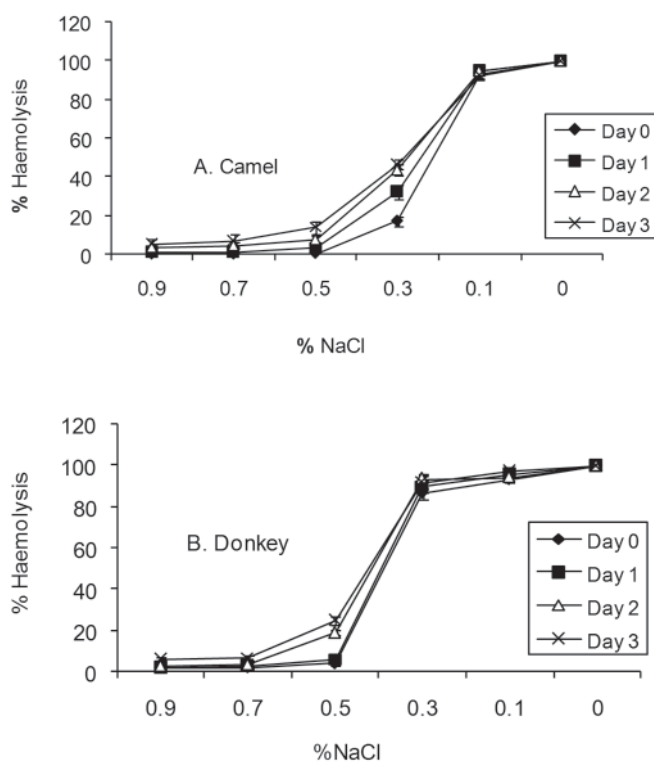 120
100
80
60
40
20
0
% Haemolysis
A. Camel
Day 0
Day 1
Day 2
Day 3
0.9 0.7 0.5 0.3 0.1 0
% NaCl
120
100
80
60
40
20
0
% Haemolysis
B. Donkey
Day 0
Day 1
Day 2
Day 3
0.9 0.7 0.5 0.3 0.1 0
%NaCl